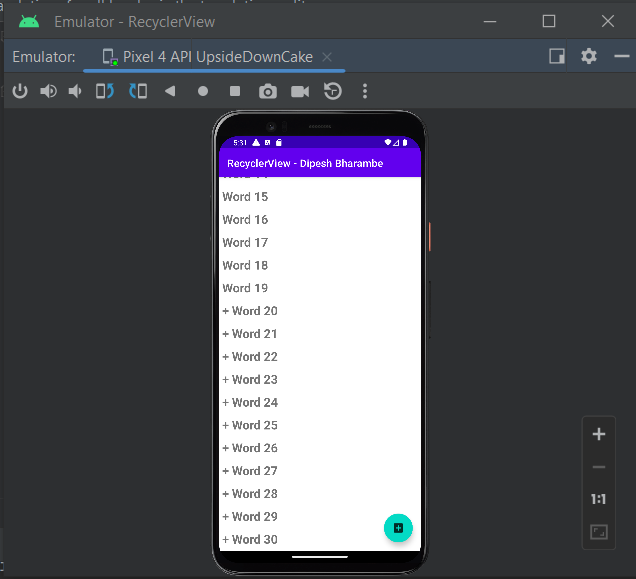 Emulator - RecyclerView
Emulator: Pixel 4 API UpsideDownCake
5:31
RecyclerView - Dipesh Bharambe
Word 15
Word 16
Word 17
Word 18
Word 19
+ Word 20
+ Word 21
+ Word 22
+ Word 23
+ Word 24
+ Word 25
+ Word 26
+ Word 27
+ Word 28
+ Word 29
+ Word 30
1:1